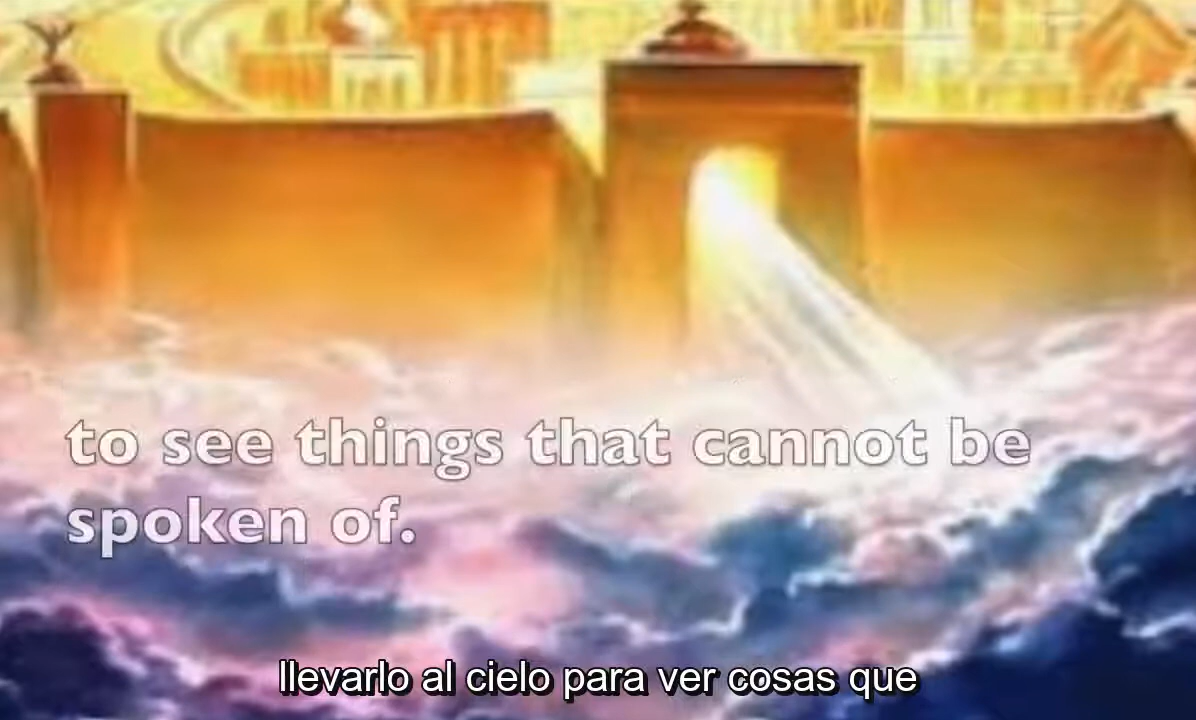 to see things that cannot be
spoken of.
llevarlo al cielo para ver cosas que